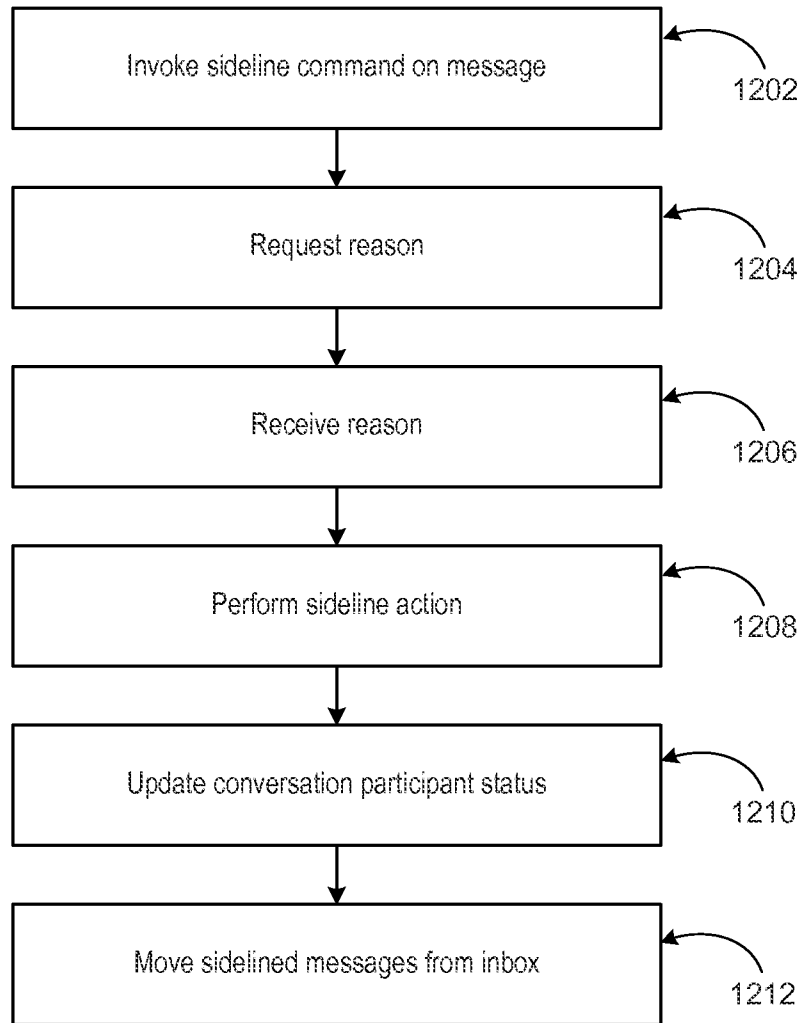 Invoke sideline command on message
1202
Request reason
1204
Receive reason
1206
Perform sideline action
1208
Update conversation participant status
1210
Move sidelined messages from inbox
1212